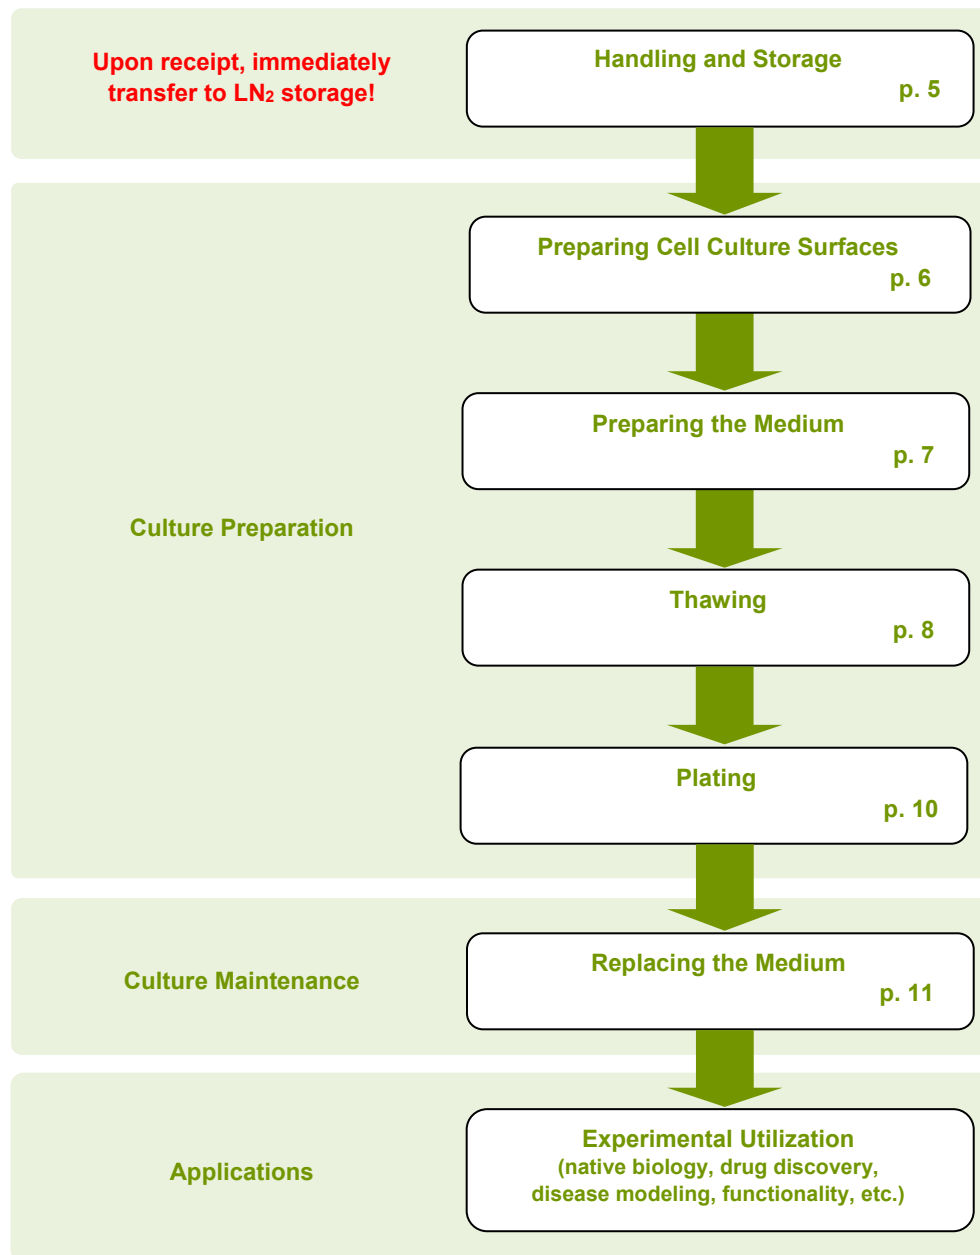 Upon receipt, immediately
transfer to LN₂ storage!
Handling and Storage
p. 5
Culture Preparation
Preparing Cell Culture Surfaces
p. 6
Preparing the Medium
p. 7
Thawing
p. 8
Plating
p. 10
Culture Maintenance
Replacing the Medium
p. 11
Applications
Experimental Utilization
(native biology, drug discovery,
disease modeling, functionality, etc.)